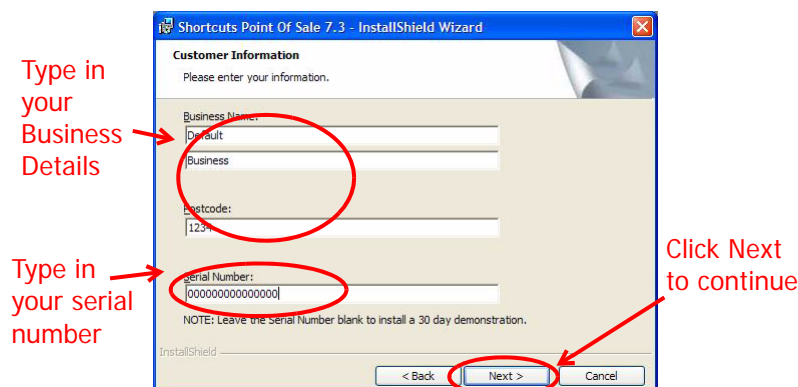 Shortcuts Point Of Sale 7.3 - InstallShield Wizard
Customer Information
Please enter your information.
Type in
your
Business
Details
Business Name:
Default
Business
Postcode:
1234
Type in
your serial
number
Serial Number:
000000000000000
NOTE: Leave the Serial Number blank to install a 30 day demonstration.
Click Next
to continue
InstallShield
< Back
Next >
Cancel